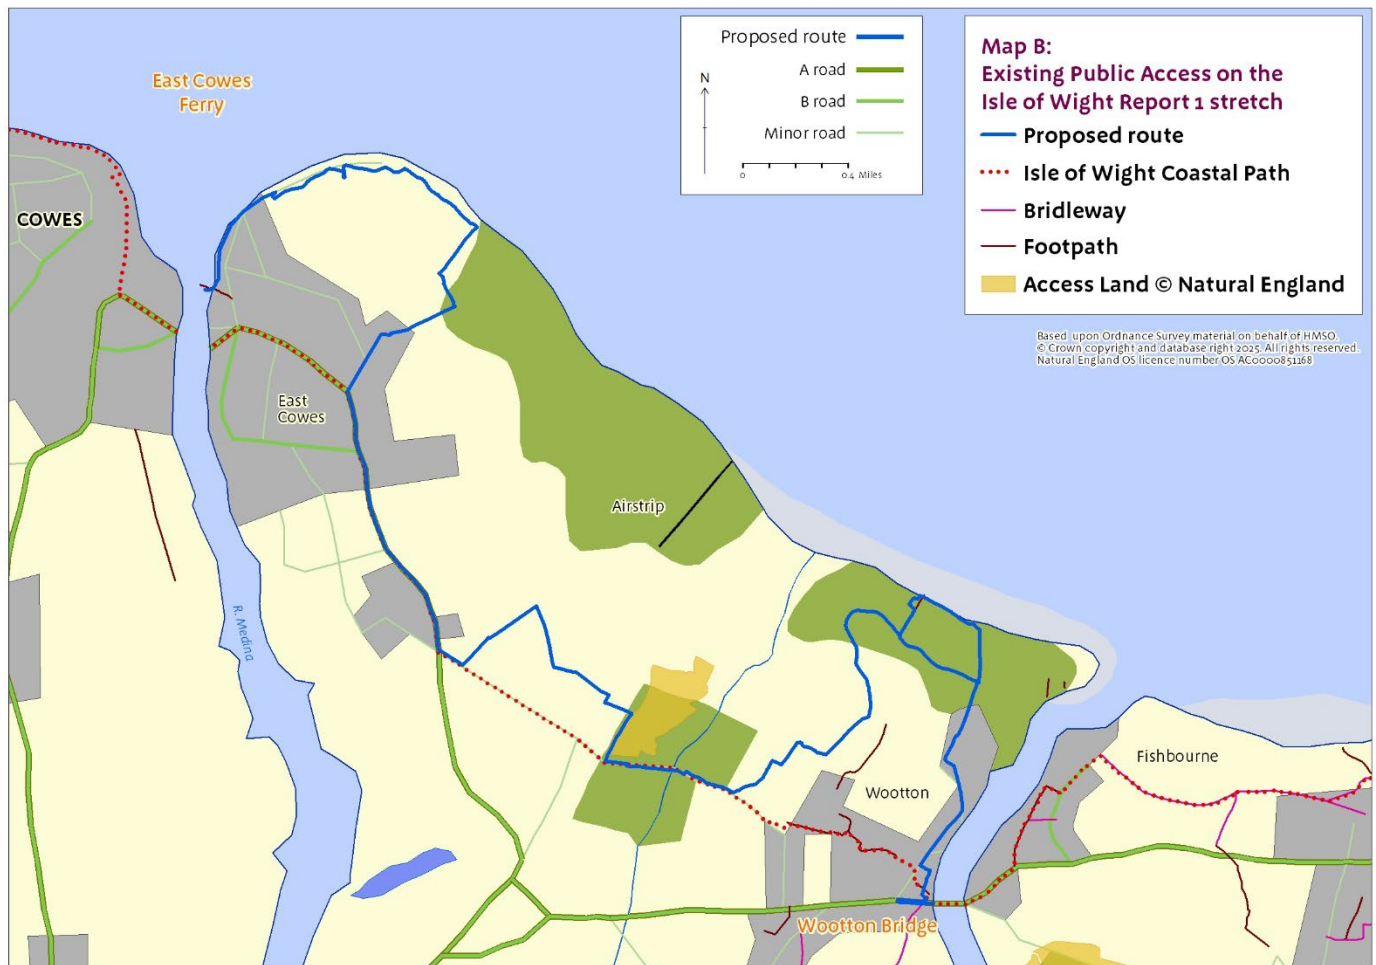 East Cowes
Ferry
COWES
East
Cowes
R. Medina
Airstrip
Wootton
Wootton Bridge
Fishbourne
Proposed route
A road
B road
Minor road
N
0
0.4 Miles
Map B:
Existing Public Access on the
Isle of Wight Report 1 stretch
Proposed route
Isle of Wight Coastal Path
Bridleway
Footpath
Access Land © Natural England
Based upon Ordnance Survey material on behalf of HMSO.
© Crown copyright and database right 2025. All rights reserved.
Natural England OS licence number OS AC0000851168